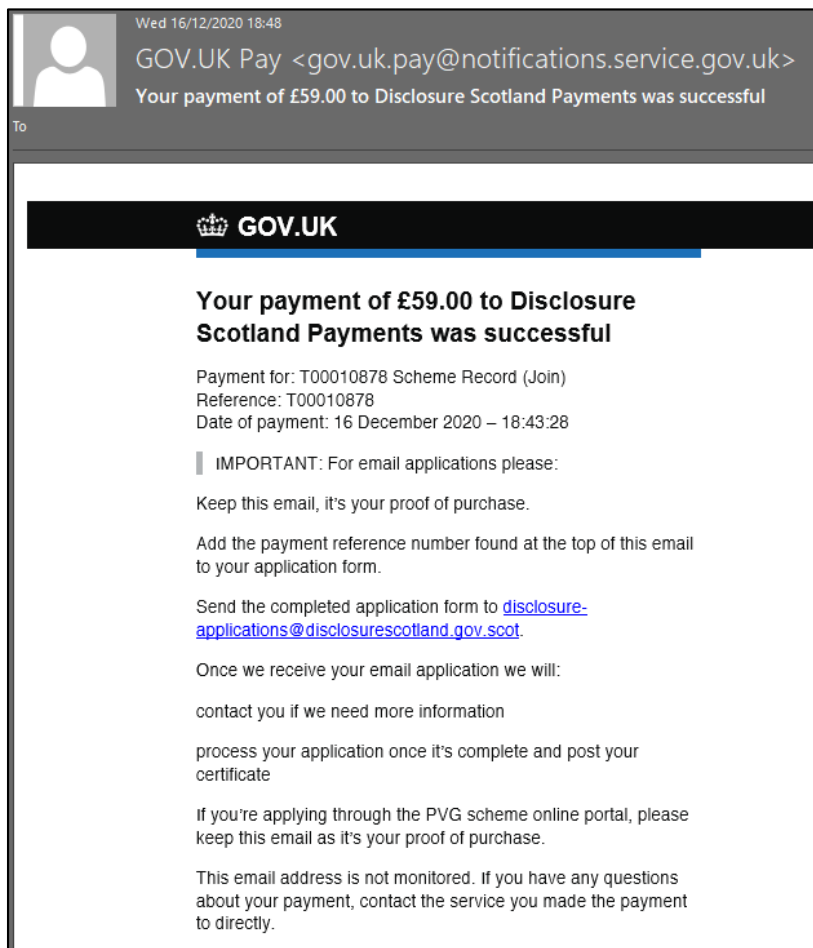 Wed 16/12/2020 18:48
GOV.UK Pay <gov.uk.pay@notifications.service.gov.uk>
Your payment of £59.00 to Disclosure Scotland Payments was successful
To
GOV.UK
Your payment of £59.00 to Disclosure
Scotland Payments was successful
Payment for: T00010878 Scheme Record (Join)
Reference: T00010878
Date of payment: 16 December 2020 – 18:43:28
IMPORTANT: For email applications please:
Keep this email, it’s your proof of purchase.
Add the payment reference number found at the top of this email
to your application form.
Send the completed application form to disclosure-
applications@disclosurescotland.gov.scot.
Once we receive your email application we will:
contact you if we need more information
process your application once it’s complete and post your
certificate
If you’re applying through the PVG scheme online portal, please
keep this email as it’s your proof of purchase.
This email address is not monitored. If you have any questions
about your payment, contact the service you made the payment
to directly.